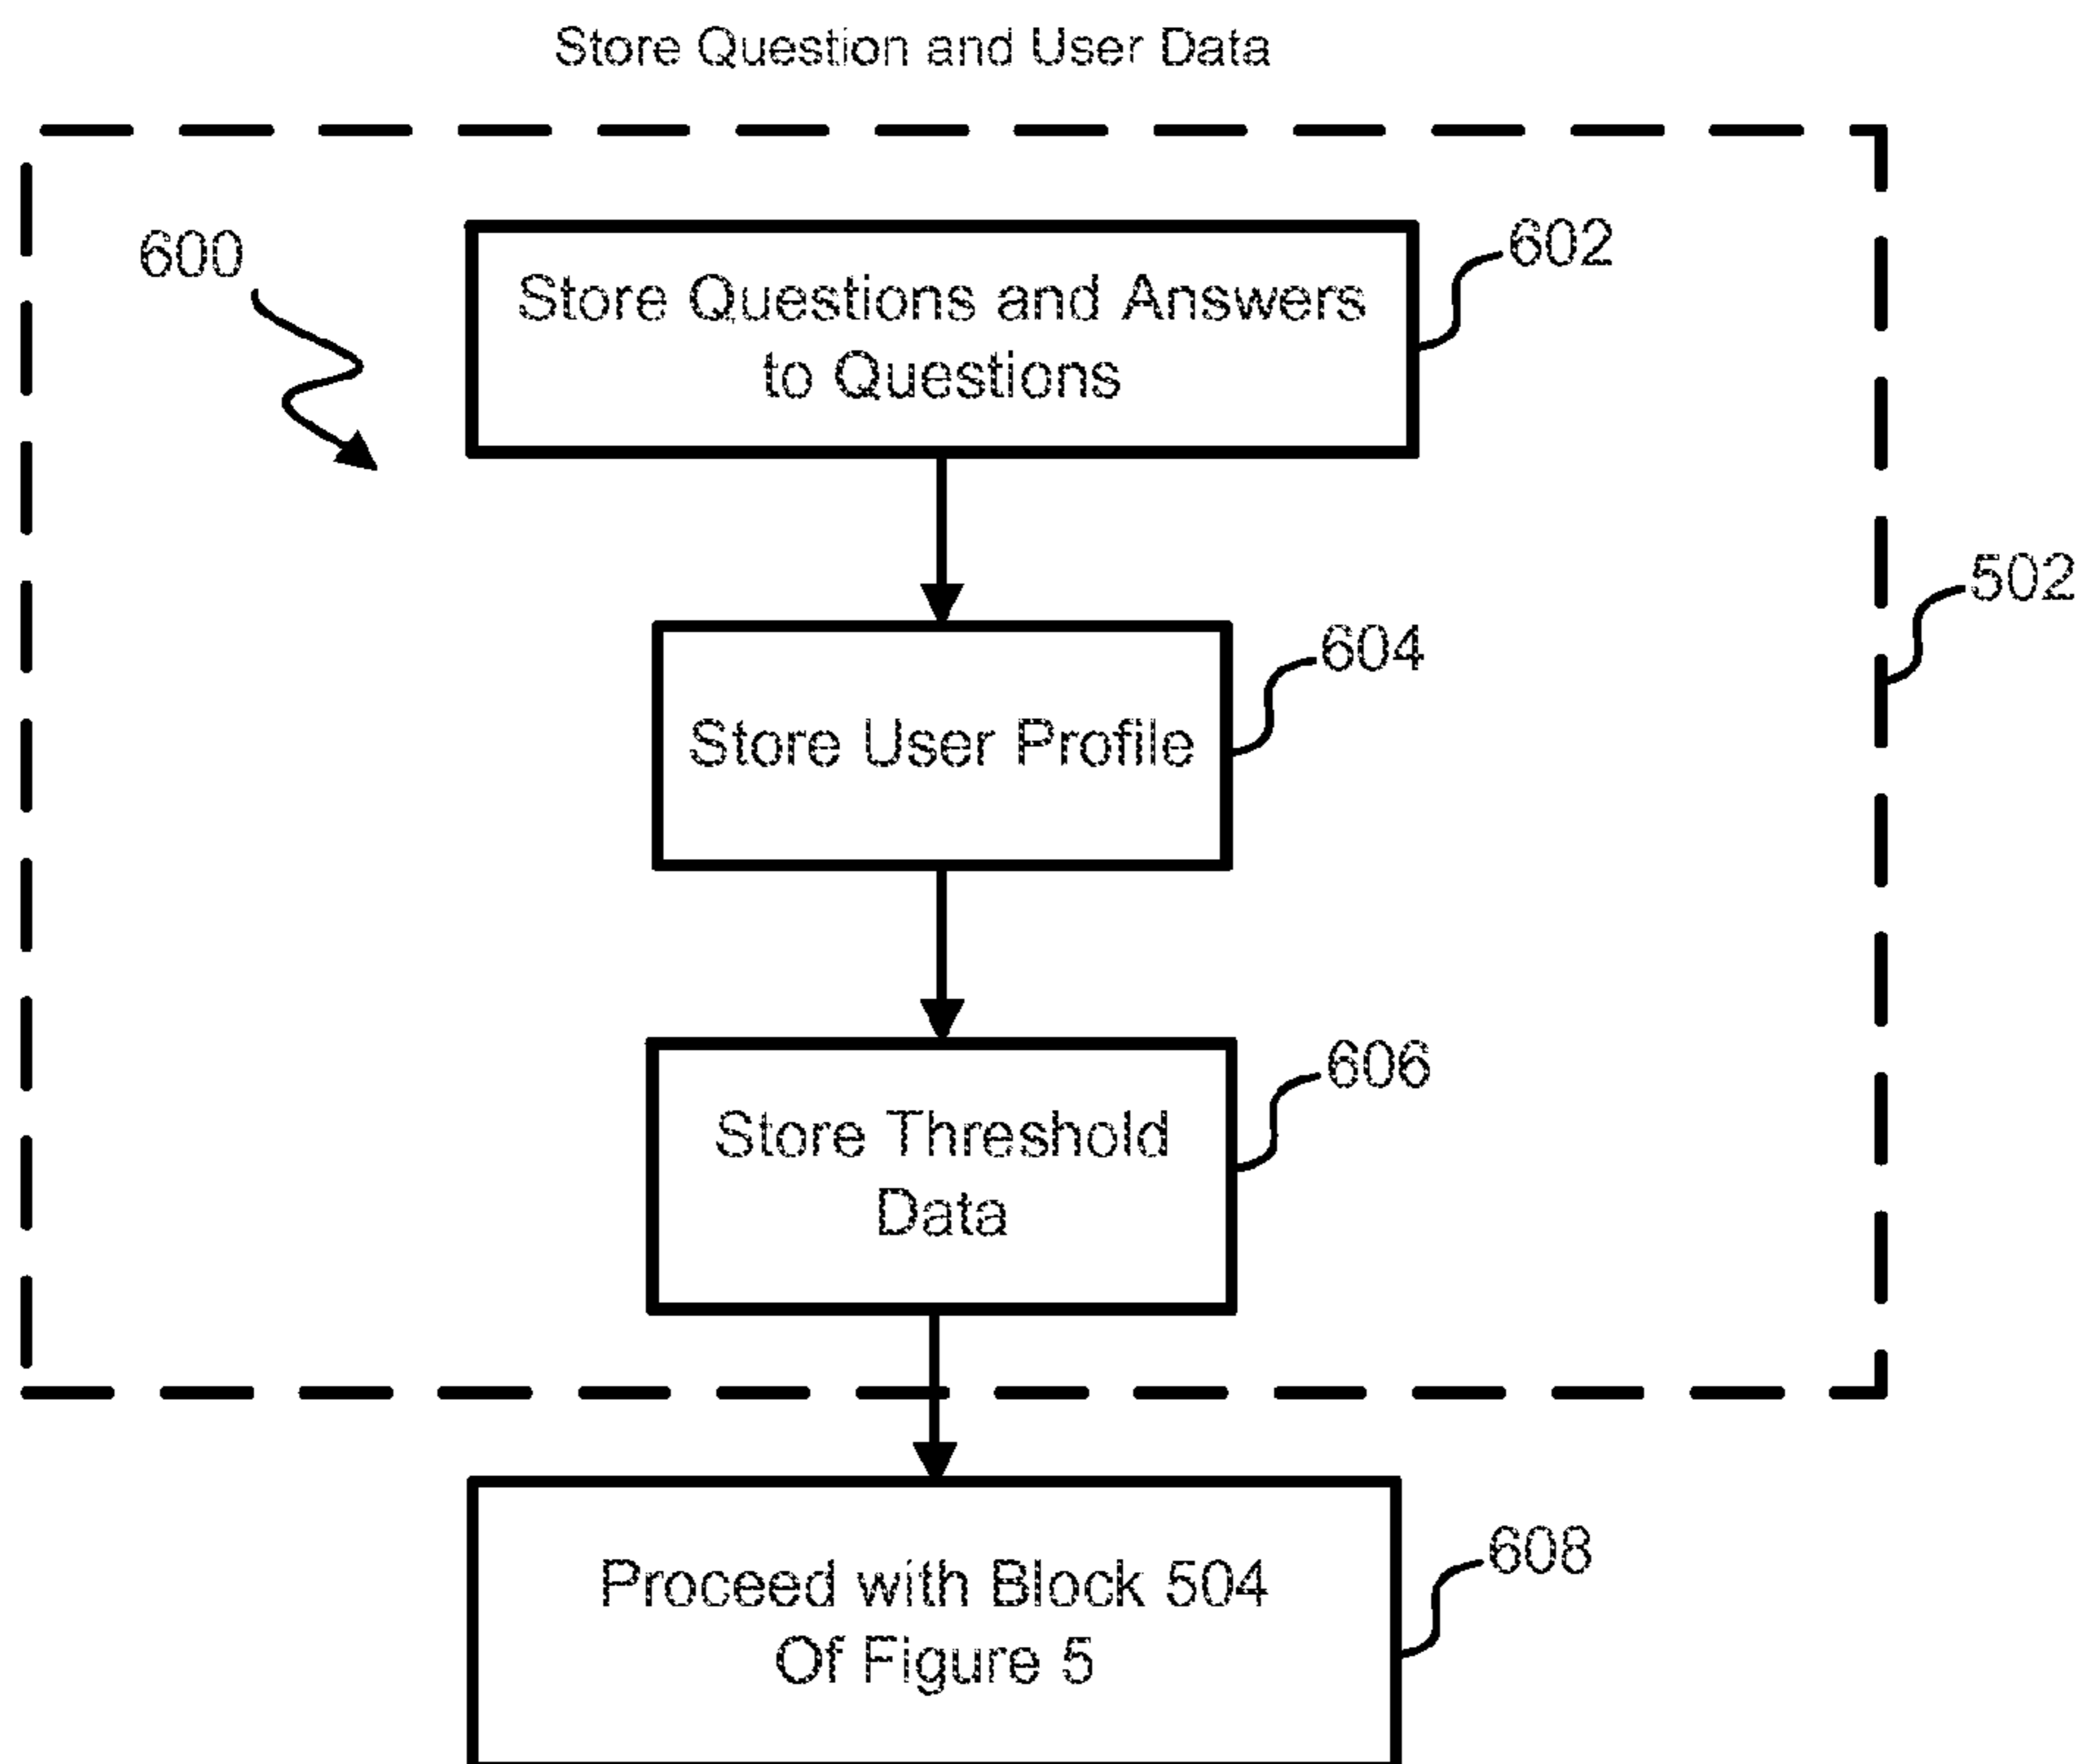 Store Question and User Data
600
602
Store Questions and Answers
to Questions
502
604
Store User Profile
606
Store Threshold
Data
608
Proceed with Block 504
Of Figure 5